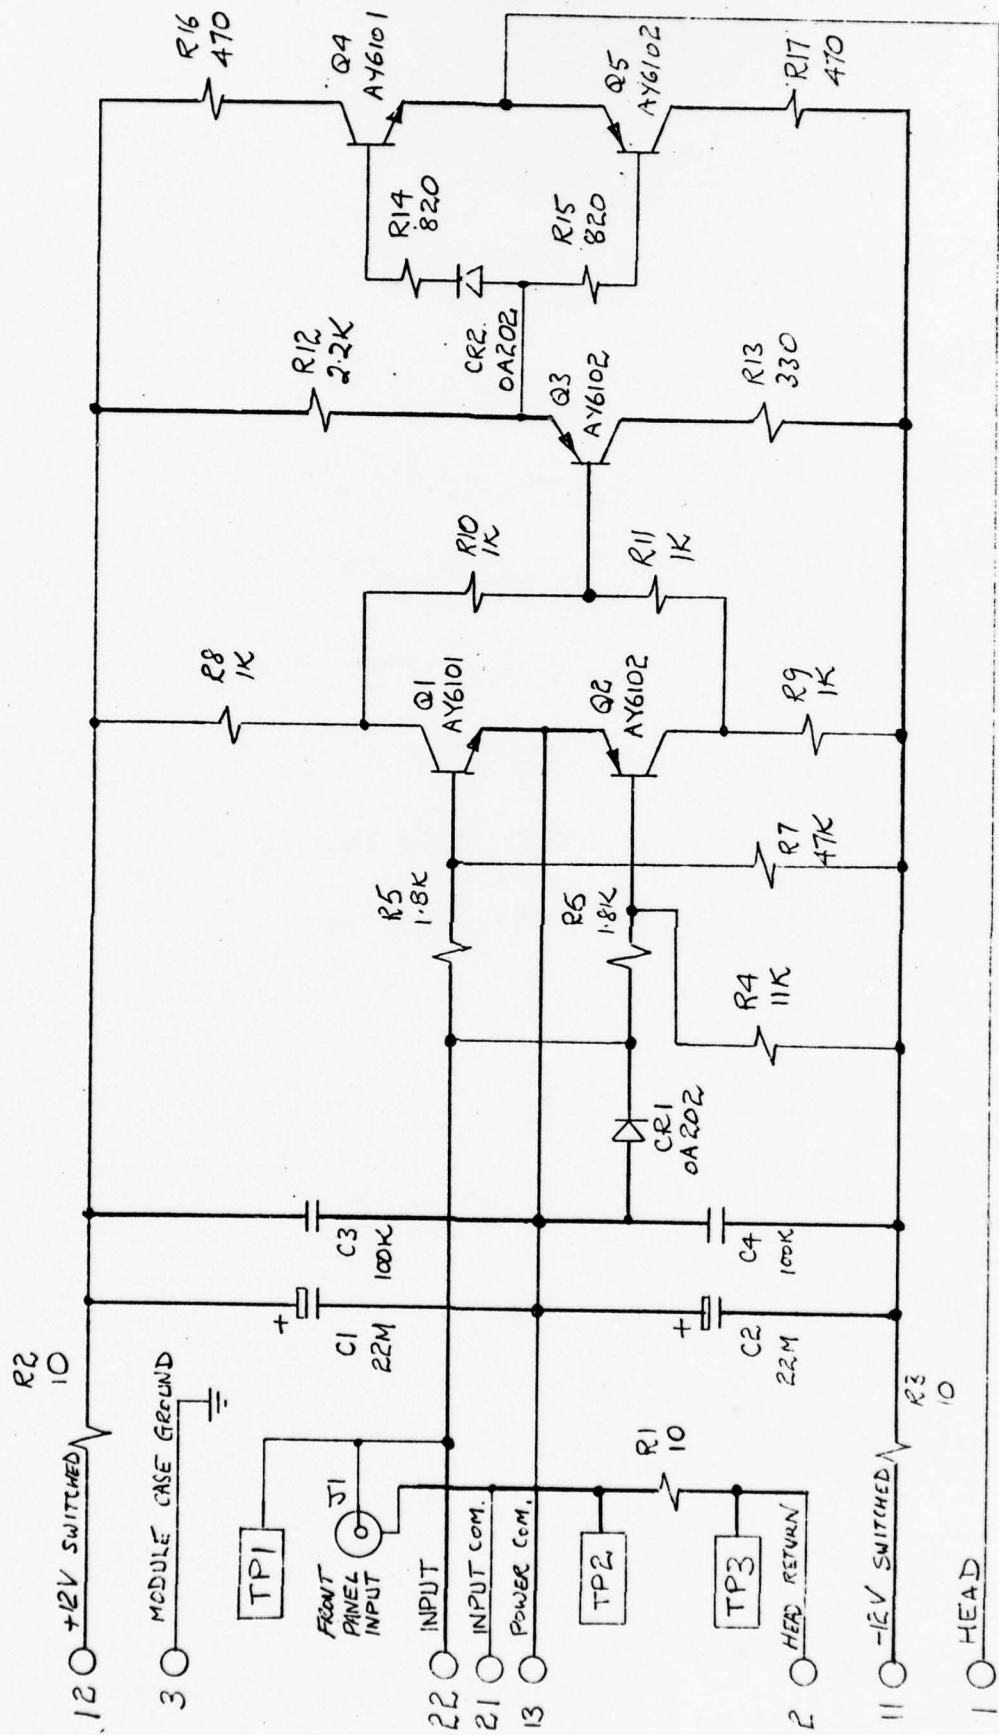 R16
470
Q4
AY6101
Q5
AY6102
R17
470
R14
820
R15
820
R12
2.2K
CR2.
OA202
Q3
AY6102
R13
330
R10
1K
R11
1K
R8
1K
Q1
AY6101
Q2
AY6102
R9
1K
R5
1.8K
R6
1.8K
R7
47K
R4
11K
CR1
OA202
C3
100K
C4
100K
+
C1
22M
+
C2
22M
R2
10
R3
10
R1
10
12
+12V SWITCHED
3
MODULE CASE GROUND
TP1
J1
FRONT
PANEL
INPUT
22
INPUT
21
INPUT COM.
13
POWER COM.
TP2
TP3
2
HEAD RETURN
11
-12V SWITCHED
1
HEAD